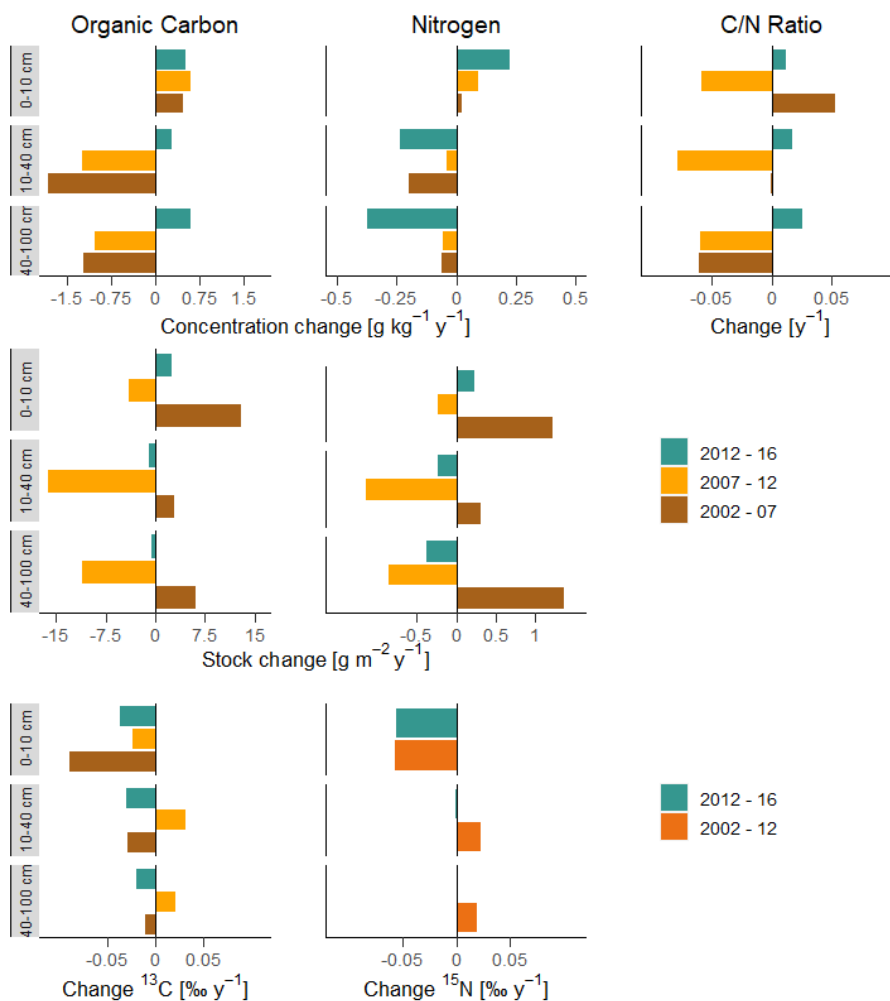 Organic Carbon
Nitrogen
C/N Ratio
0-10 cm
10-40 cm
40-100 cm
-1.5 -0.75 0 0.75 1.5
-0.5 -0.25 0 0.25 0.5
-0.05 0 0.05
Concentration change [g kg⁻¹ y⁻¹]
Change [y⁻¹]
0-10 cm
10-40 cm
40-100 cm
-15 -7.5 0 7.5 15
-0.5 0 0.5 1
Stock change [g m⁻² y⁻¹]
2012 - 16
2007 - 12
2002 - 07
0-10 cm
10-40 cm
40-100 cm
-0.05 0 0.05
-0.05 0 0.05
Change ¹³C [‰ y⁻¹]
Change ¹⁵N [‰ y⁻¹]
2012 - 16
2002 - 12